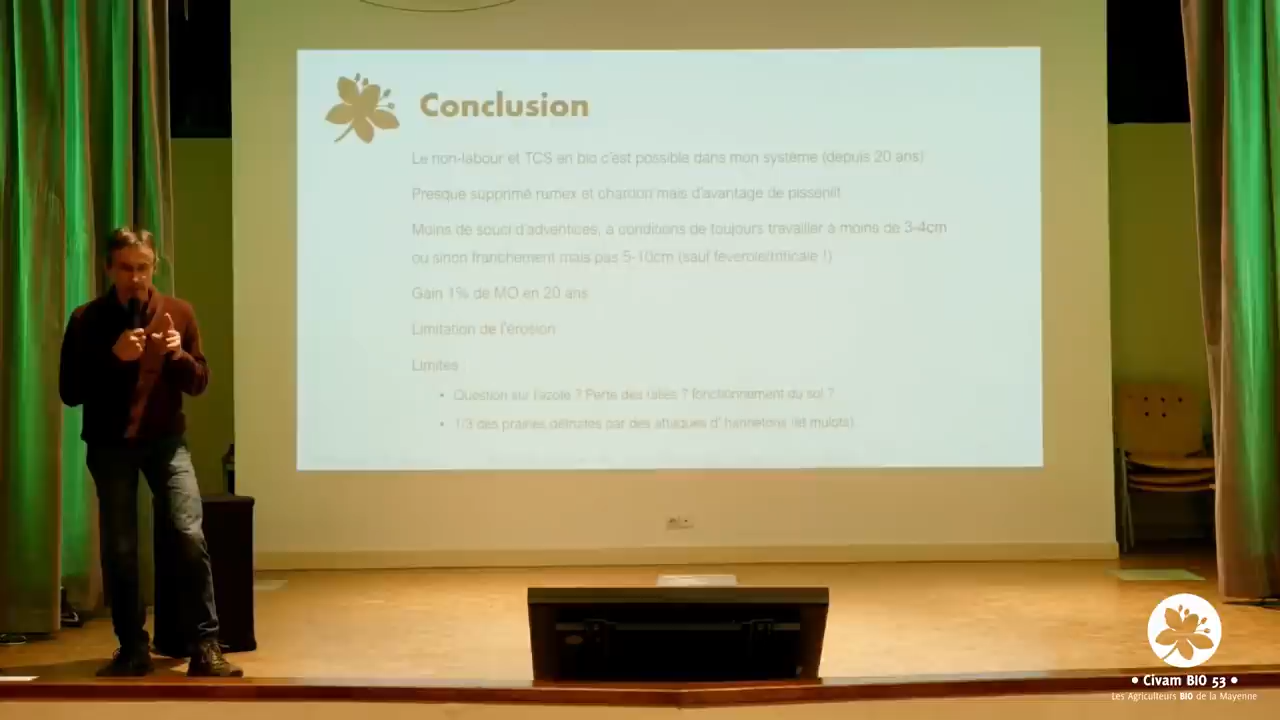 Conclusion
Le non-labour et TCS en bio c'est possible dans mon système (depuis 20 ans)
Presque supprimé rumex et chardon mais d'avantage de pissenlit
Moins de souci d'adventices, à conditions de toujours travailler à moins de 3-4cm
ou sinon franchement mais pas 5-10cm (sauf féverole/triticale !)
Gain 1% de MO en 20 ans
Limitation de l'érosion
Limites
• Question sur l'azote ? Perte des tailles ? fonctionnement du sol ?
• 1/3 des prairies détruites par des attaques d' hannetons (et mulots)
• Civam BIO 53 •
Les Agriculteurs BIO de la Mayenne